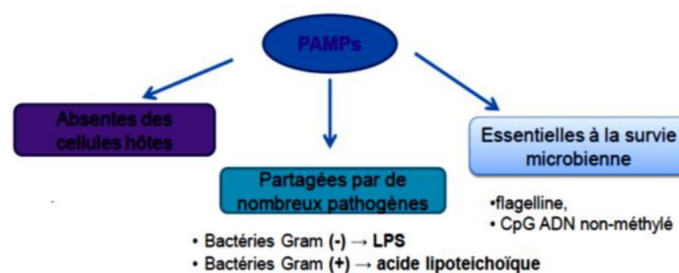 PAMPs
Absentes des
cellules hôtes
Partagées par de
nombreux pathogènes
Essentielles à la survie
microbienne
•flagelline,
• CpG ADN non-méthylé
• Bactéries Gram (-) → LPS
• Bactéries Gram (+) → acide lipoteichoïque